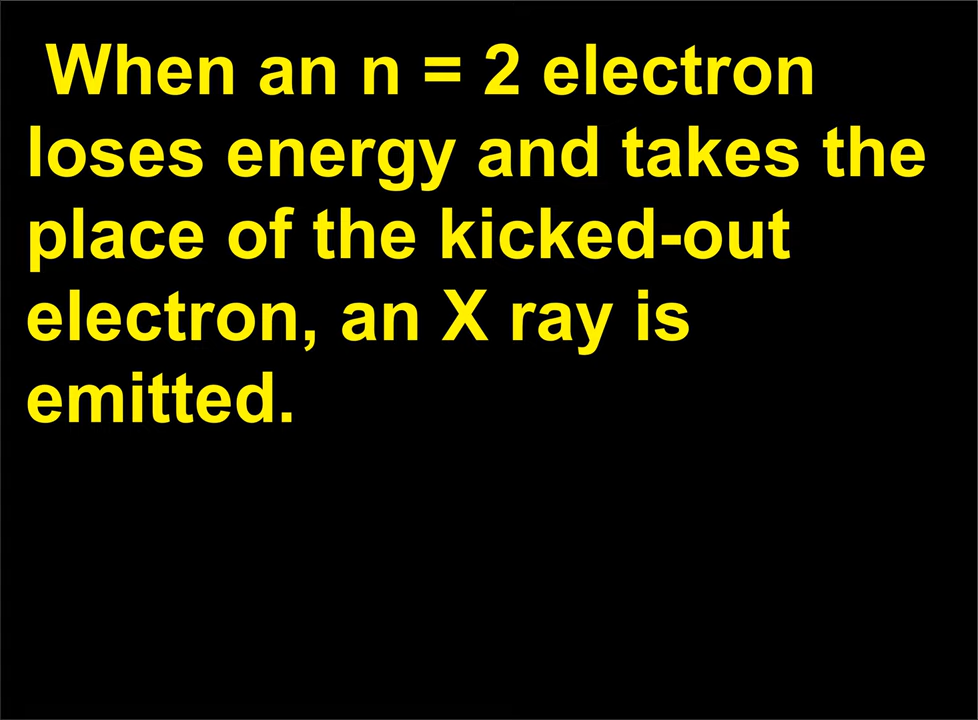 When an n = 2 electron
loses energy and takes the
place of the kicked-out
electron, an X ray is
emitted.